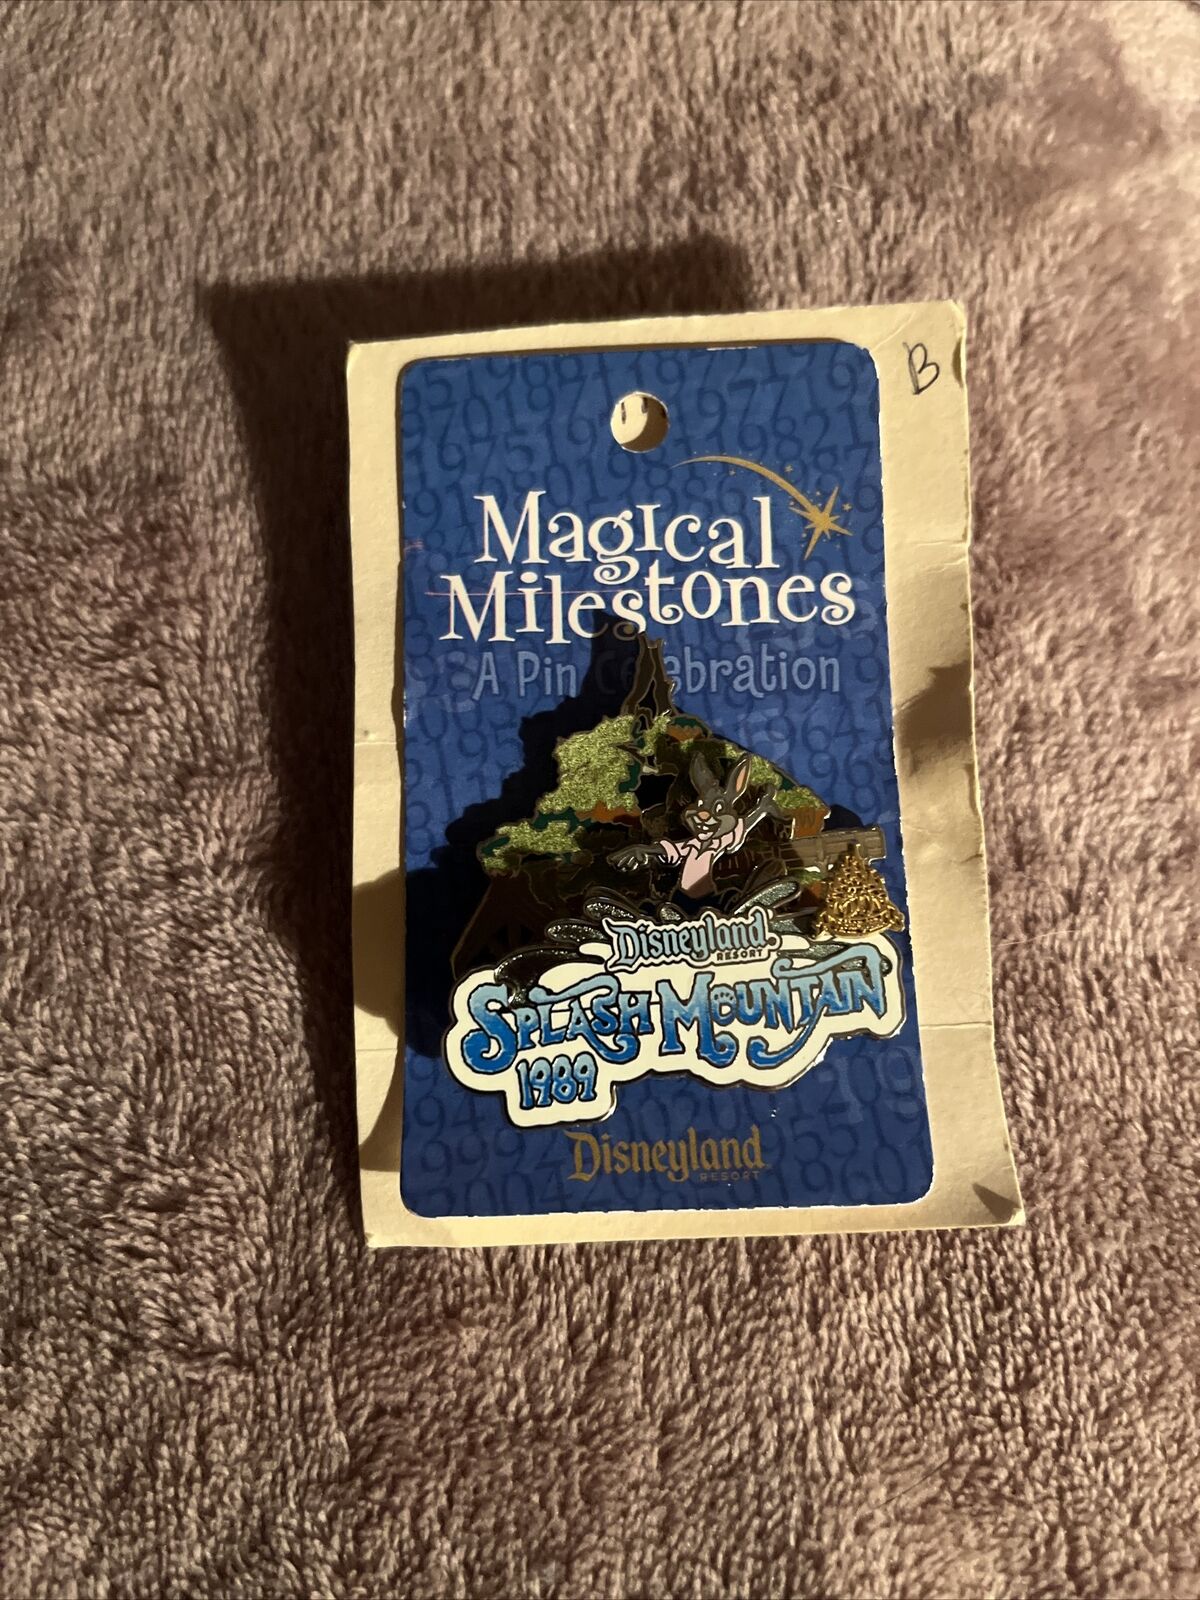 B
Magical
Milestones
A Pin Celebration
Disneyland
RESORT
SPLASH MOUNTAIN
1989
Disneyland
RESORT